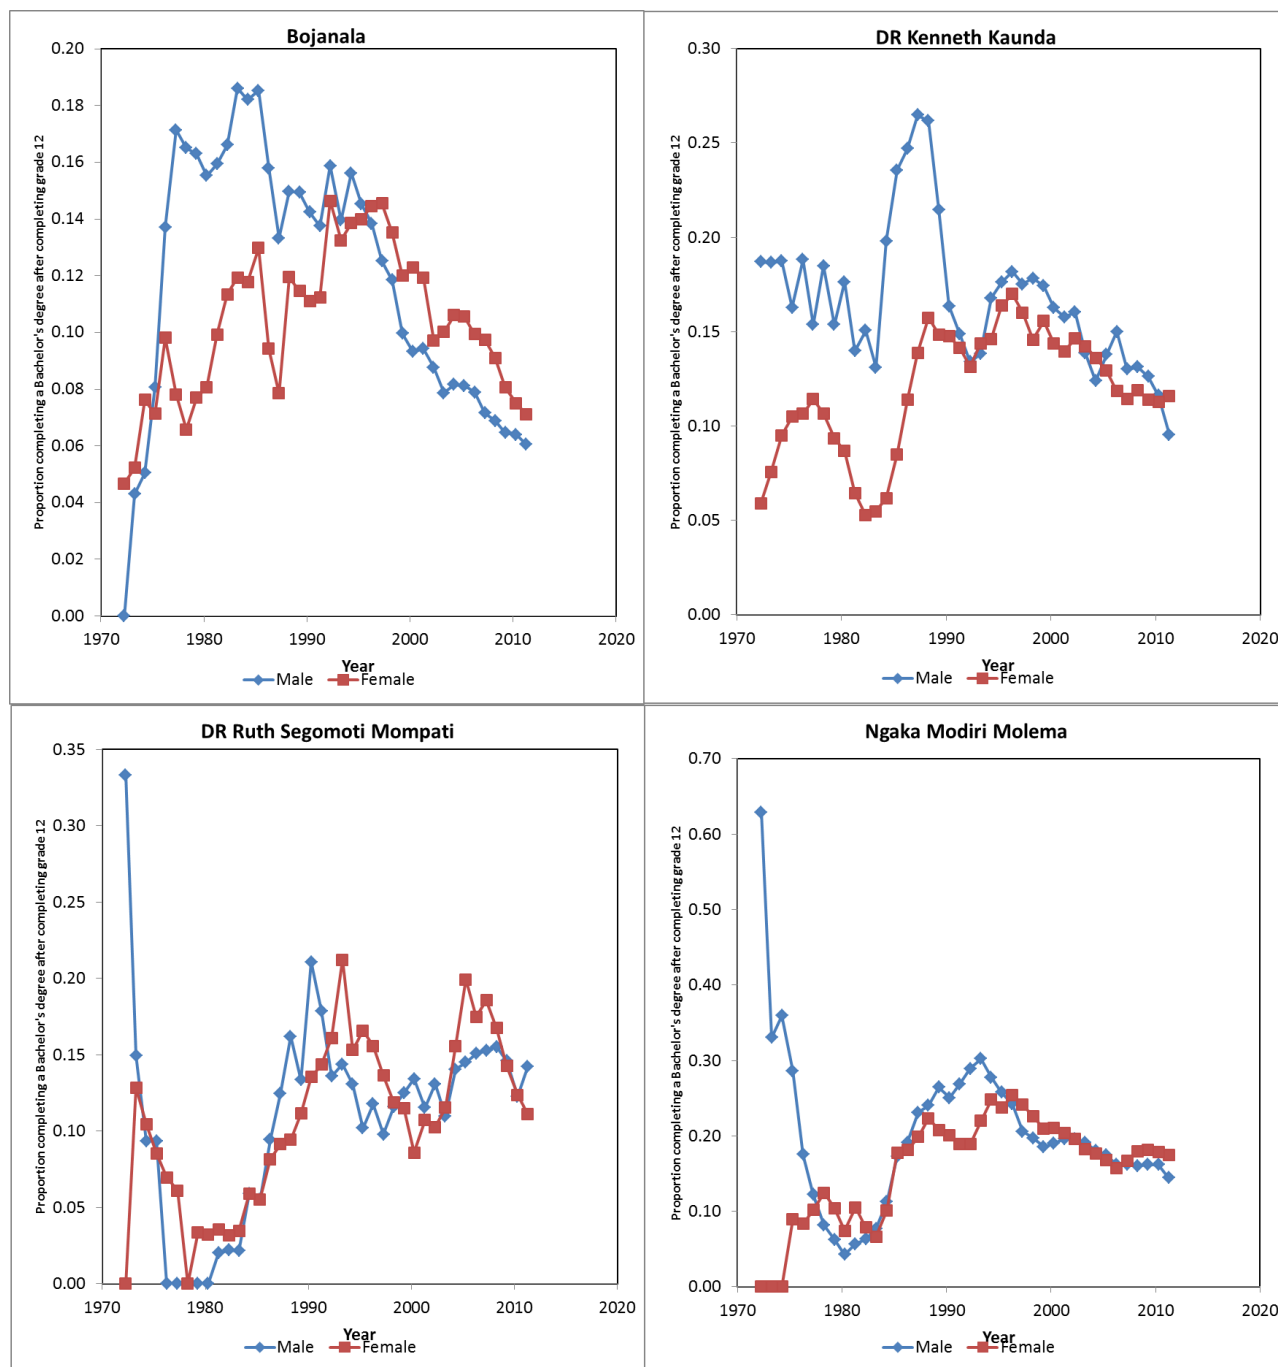 Bojanala
Proportion completing a Bachelor's degree after completing grade 12
0.20
0.18
0.16
0.14
0.12
0.10
0.08
0.06
0.04
0.02
0.00
1970 1980 1990 2000 2010 2020
Year
Male Female
DR Kenneth Kaunda
Proportion completing a Bachelor's degree after completing grade 12
0.30
0.25
0.20
0.15
0.10
0.05
0.00
1970 1980 1990 2000 2010 2020
Year
Male Female
DR Ruth Segomoti Mompati
Proportion completing a Bachelor's degree after completing grade 12
0.35
0.30
0.25
0.20
0.15
0.10
0.05
0.00
1970 1980 1990 2000 2010 2020
Year
Male Female
Ngaka Modiri Molema
Proportion completing a Bachelor's degree after completing grade 12
0.70
0.60
0.50
0.40
0.30
0.20
0.10
0.00
1970 1980 1990 2000 2010 2020
Year
Male Female